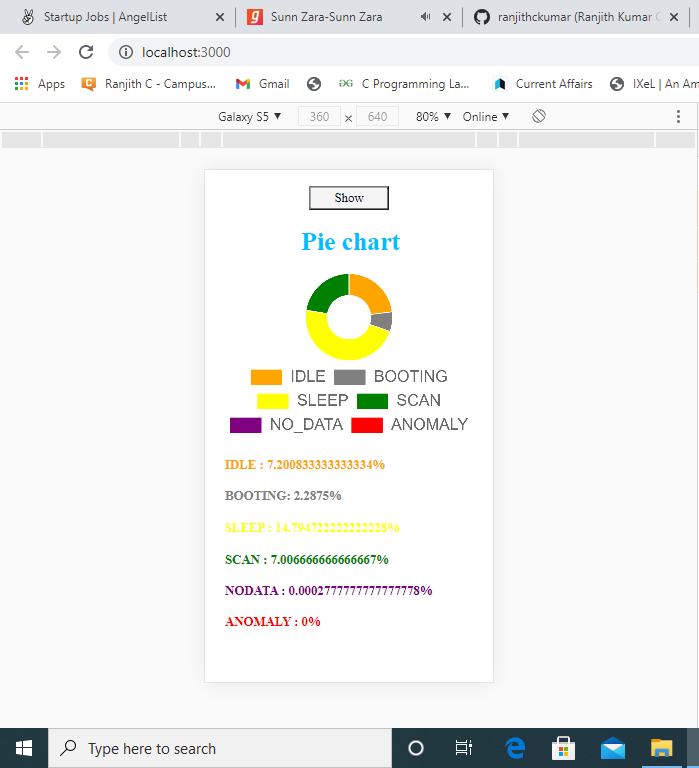 Startup Jobs | AngelList Sunn Zara-Sunn Zara ranjithckumar (Ranjith Kumar C
localhost:3000
Apps Ranjith C - Campus... Gmail C Programming La... Current Affairs IXeL | An Am
Galaxy S5 360 × 640 80% Online
Show
Pie chart
IDLE BOOTING
SLEEP SCAN
NO_DATA ANOMALY
IDLE : 7.200833333333334%
BOOTING: 2.2875%
SLEEP : 14.794722222222228%
SCAN : 7.006666666666667%
NODATA : 0.0002777777777777778%
ANOMALY : 0%
Type here to search